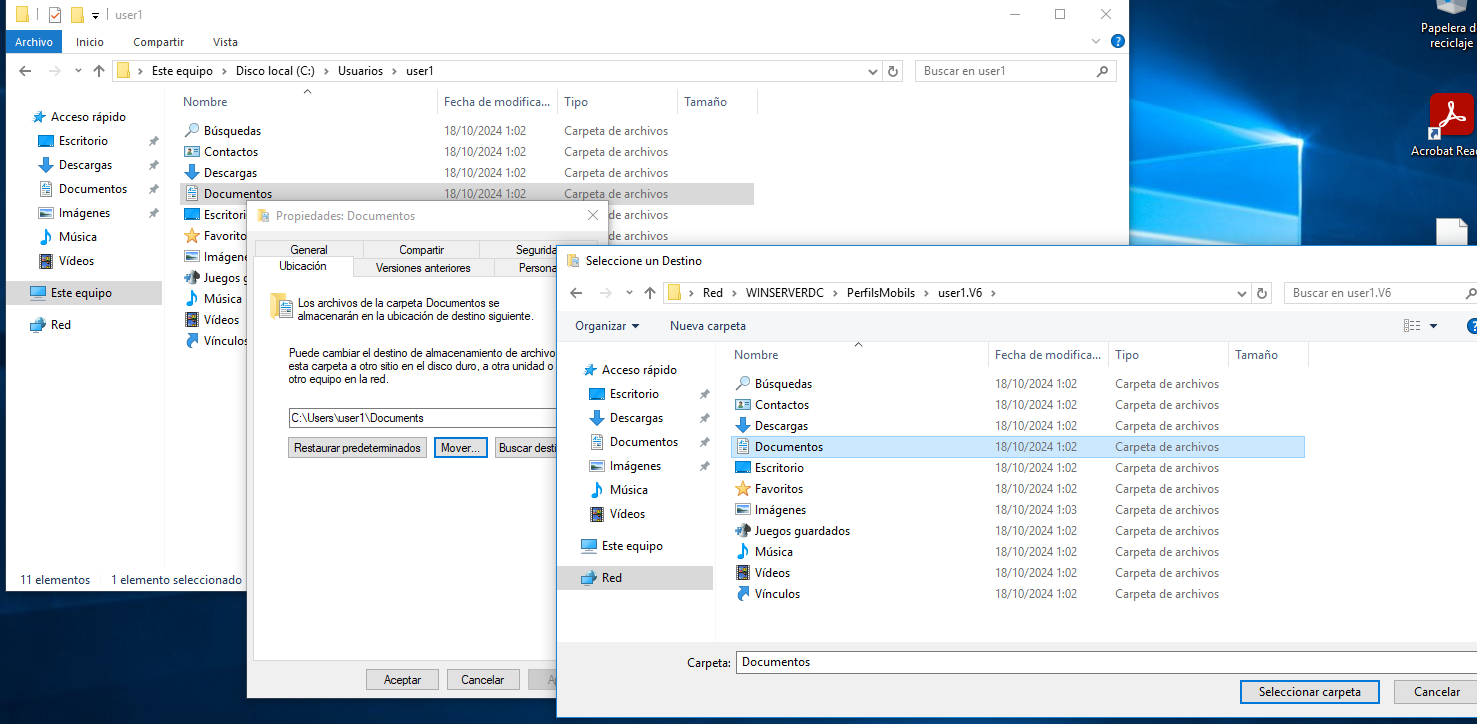 user1
Archivo Inicio Compartir Vista
Este equipo Disco local (C:) Usuarios user1
Buscar en user1
Acceso rápido
Escritorio
Descargas
Documentos
Imágenes
Música
Vídeos
Este equipo
Red
Nombre Fecha de modifica... Tipo Tamaño
Búsquedas 18/10/2024 1:02 Carpeta de archivos
Contactos 18/10/2024 1:02 Carpeta de archivos
Descargas 18/10/2024 1:02 Carpeta de archivos
Documentos 18/10/2024 1:02 Carpeta de archivos
Escritori de archivos
Favorito de archivos
Imágene
Juegos g
Música
Vídeos
Vínculos
11 elementos 1 elemento seleccionado
Papelera d
reciclaje
Acrobat Rea
Propiedades: Documentos
General Compartir Segurida
Ubicación Versiones anteriores Persona
Los archivos de la carpeta Documentos se
almacenarán en la ubicación de destino siguiente.
Puede cambiar el destino de almacenamiento de archivo
esta carpeta a otro sitio en el disco duro, a otra unidad o
otro equipo en la red.
C:\Users\user1\Documents
Restaurar predeterminados Mover... Buscar desti
Aceptar Cancelar A
Seleccione un Destino
Red WINSERVERDC PerfilsMobils user1.V6
Buscar en user1.V6
Organizar Nueva carpeta
Acceso rápido
Escritorio
Descargas
Documentos
Imágenes
Música
Vídeos
Este equipo
Red
Nombre Fecha de modifica... Tipo Tamaño
Búsquedas 18/10/2024 1:02 Carpeta de archivos
Contactos 18/10/2024 1:02 Carpeta de archivos
Descargas 18/10/2024 1:02 Carpeta de archivos
Documentos 18/10/2024 1:02 Carpeta de archivos
Escritorio 18/10/2024 1:02 Carpeta de archivos
Favoritos 18/10/2024 1:02 Carpeta de archivos
Imágenes 18/10/2024 1:03 Carpeta de archivos
Juegos guardados 18/10/2024 1:02 Carpeta de archivos
Música 18/10/2024 1:02 Carpeta de archivos
Vídeos 18/10/2024 1:02 Carpeta de archivos
Vínculos 18/10/2024 1:02 Carpeta de archivos
Carpeta: Documentos
Seleccionar carpeta Cancelar